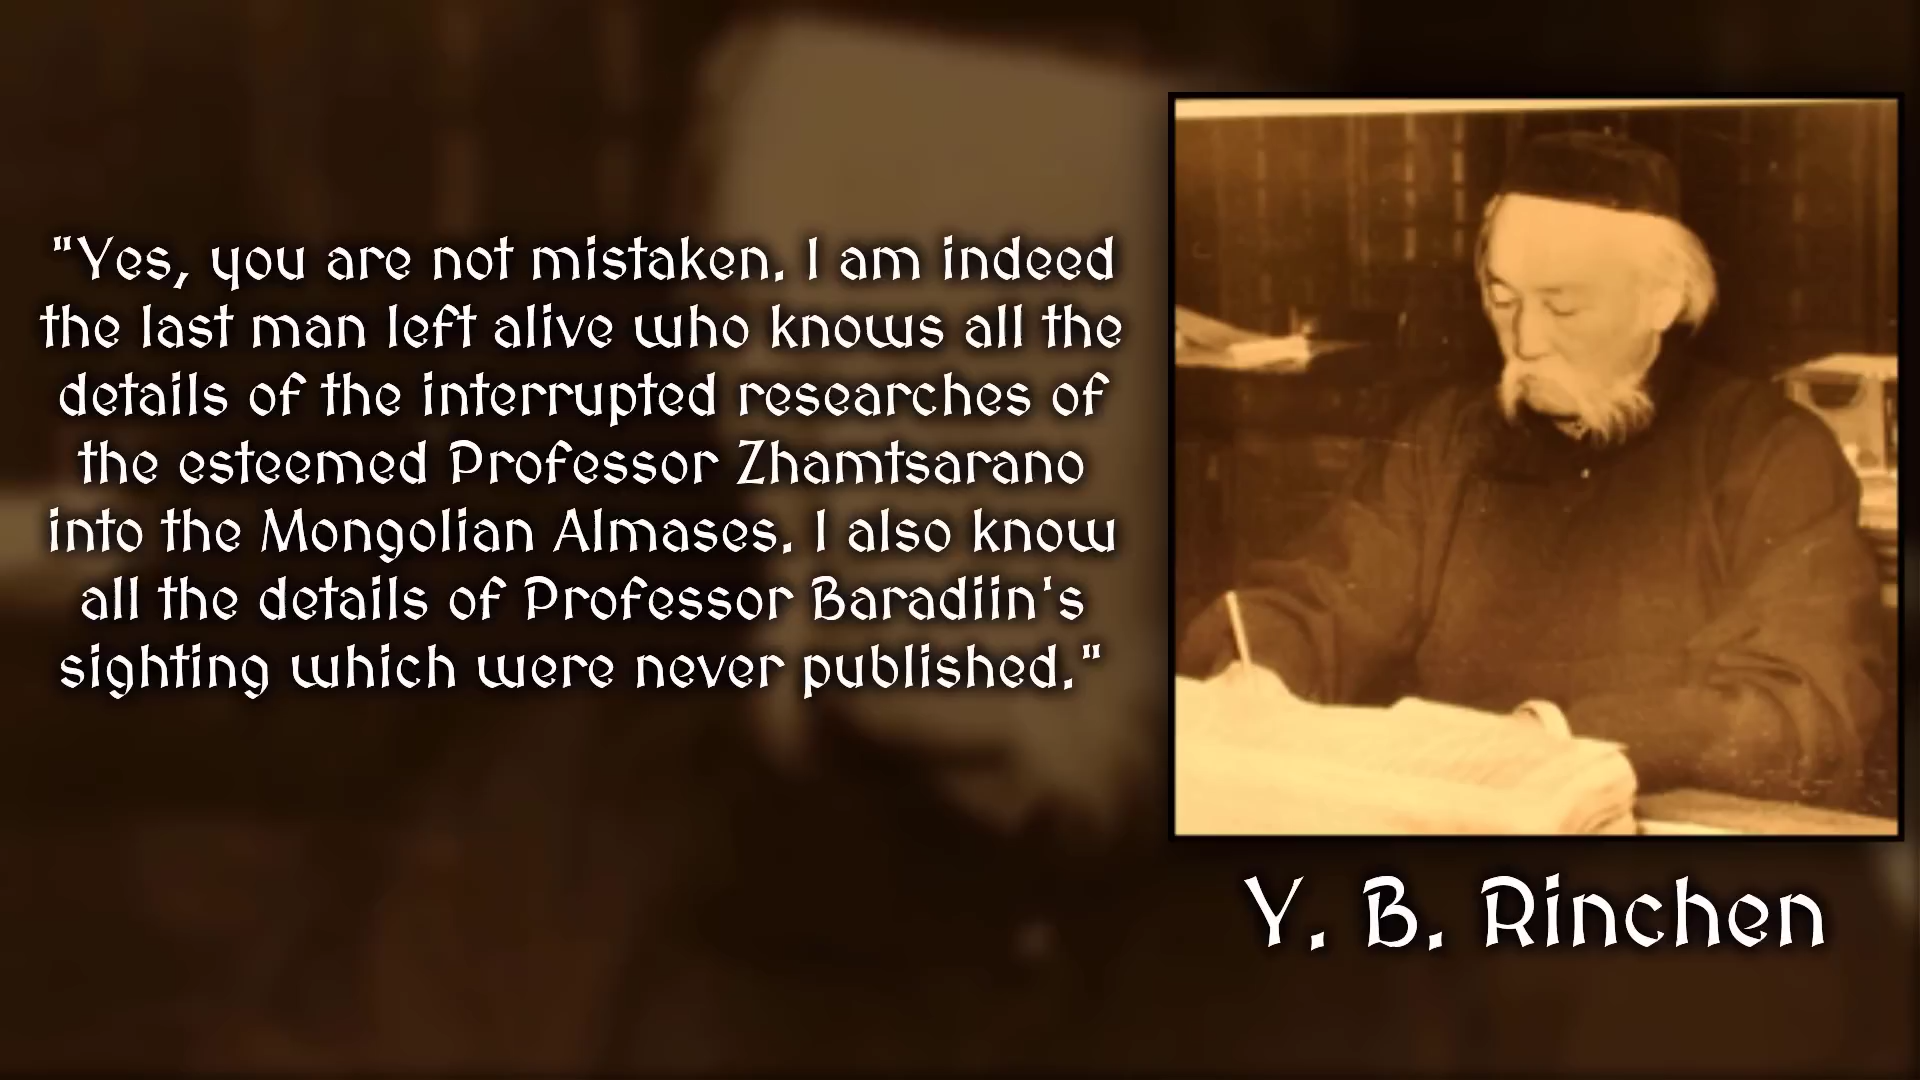 "Yes, you are not mistaken. I am indeed
the last man left alive who knows all the
details of the interrupted researches of
the esteemed Professor Zhamtsarano
into the Mongolian Almases. I also know
all the details of Professor Baradiin's
sighting which were never published."
Y. B. Rinchen